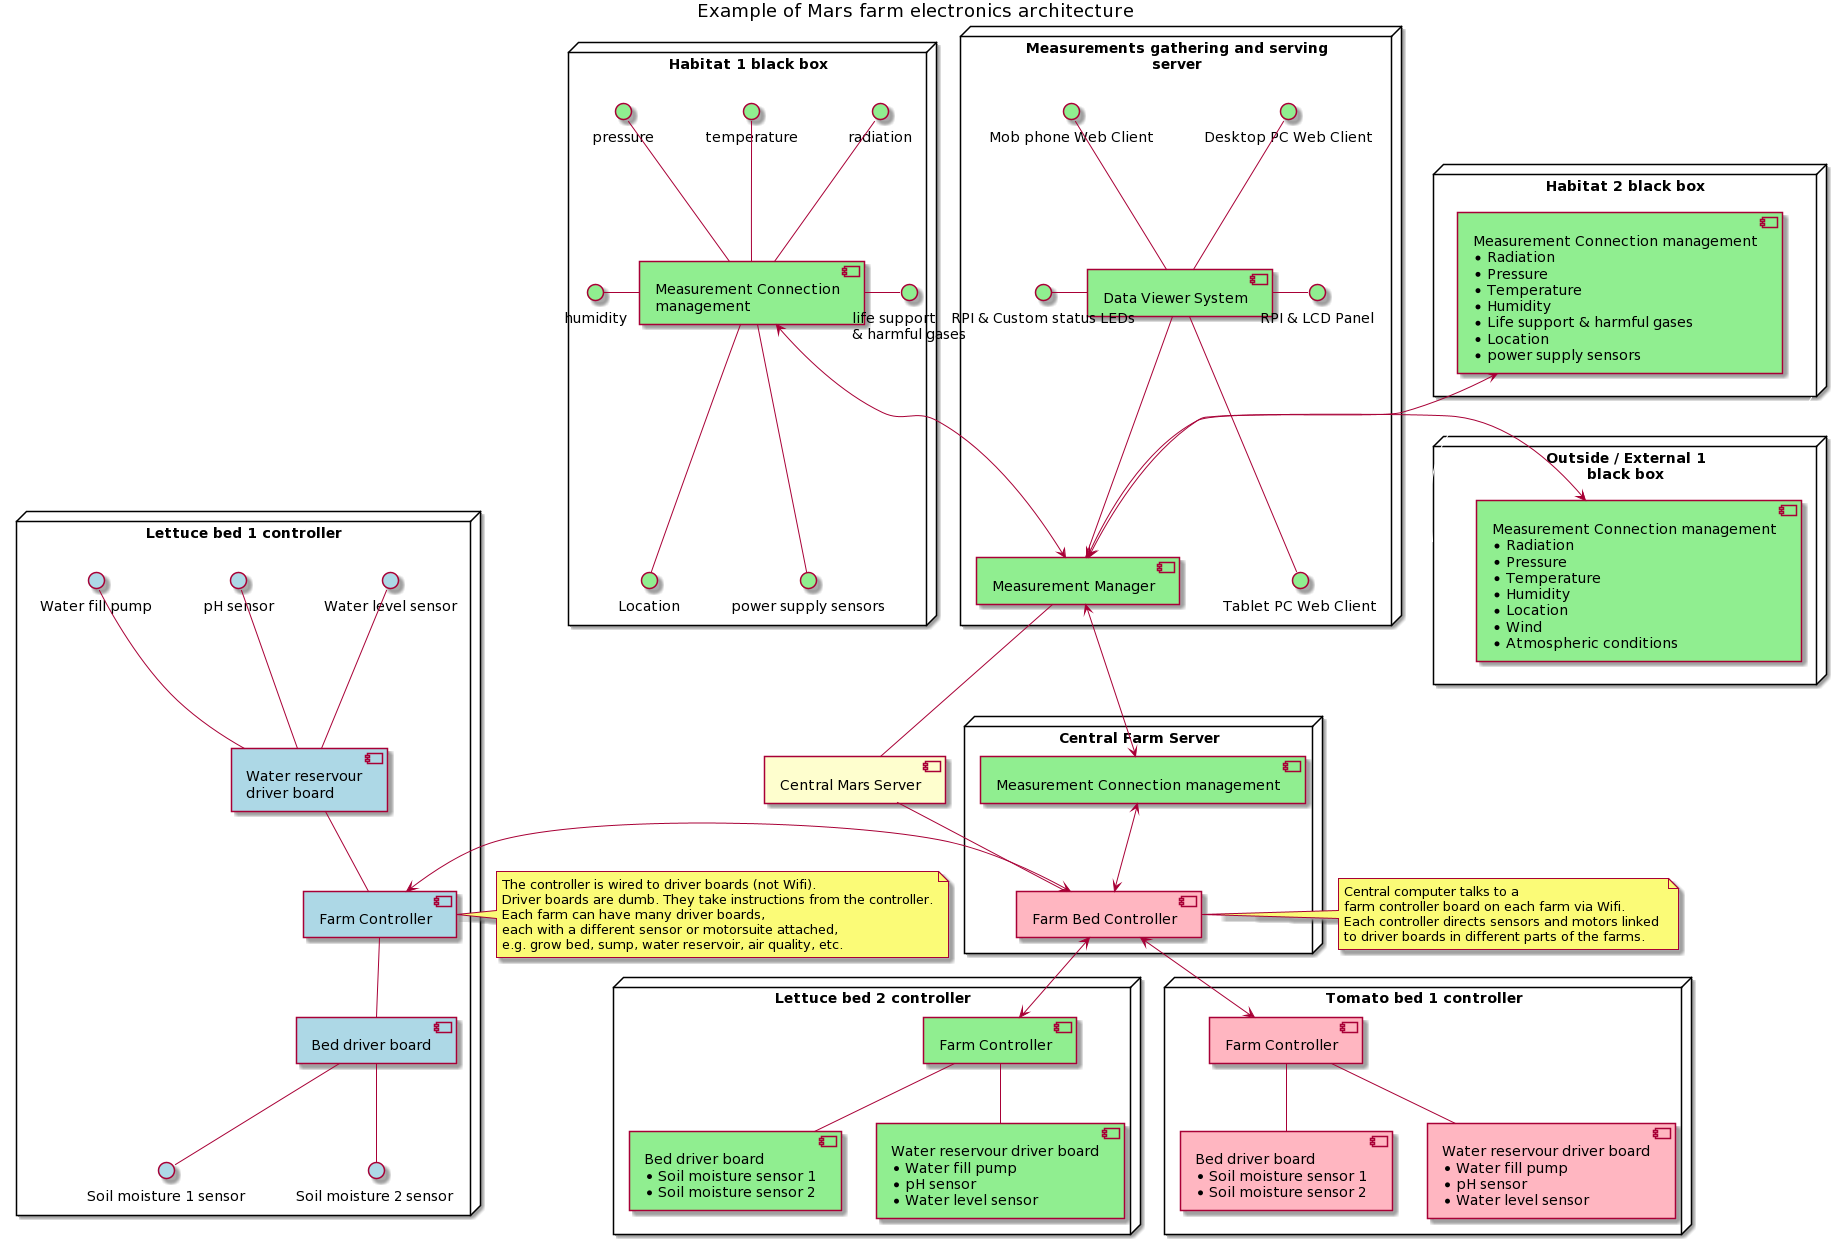 Example of Mars farm electronics architecture
Habitat 1 black box
pressure
temperature
radiation
Measurement Connection
management
humidity
life support
& harmful gases
Location
power supply sensors
Measurements gathering and serving
server
Mob phone Web Client
Desktop PC Web Client
Data Viewer System
RPI & Custom status LEDs
RPI & LCD Panel
Measurement Manager
Tablet PC Web Client
Habitat 2 black box
Measurement Connection management
• Radiation
• Pressure
• Temperature
• Humidity
• Life support & harmful gases
• Location
• power supply sensors
Outside / External 1
black box
Measurement Connection management
• Radiation
• Pressure
• Temperature
• Humidity
• Location
• Wind
• Atmospheric conditions
Lettuce bed 1 controller
Water fill pump
pH sensor
Water level sensor
Water reservour
driver board
Farm Controller
Bed driver board
Soil moisture 1 sensor
Soil moisture 2 sensor
The controller is wired to driver boards (not Wifi).
Driver boards are dumb. They take instructions from the controller.
Each farm can have many driver boards,
each with a different sensor or motorsuite attached,
e.g. grow bed, sump, water reservoir, air quality, etc.
Central Mars Server
Central Farm Server
Measurement Connection management
Farm Bed Controller
Central computer talks to a
farm controller board on each farm via Wifi.
Each controller directs sensors and motors linked
to driver boards in different parts of the farms.
Lettuce bed 2 controller
Farm Controller
Bed driver board
• Soil moisture sensor 1
• Soil moisture sensor 2
Water reservour driver board
• Water fill pump
• pH sensor
• Water level sensor
Tomato bed 1 controller
Farm Controller
Bed driver board
• Soil moisture sensor 1
• Soil moisture sensor 2
Water reservour driver board
• Water fill pump
• pH sensor
• Water level sensor